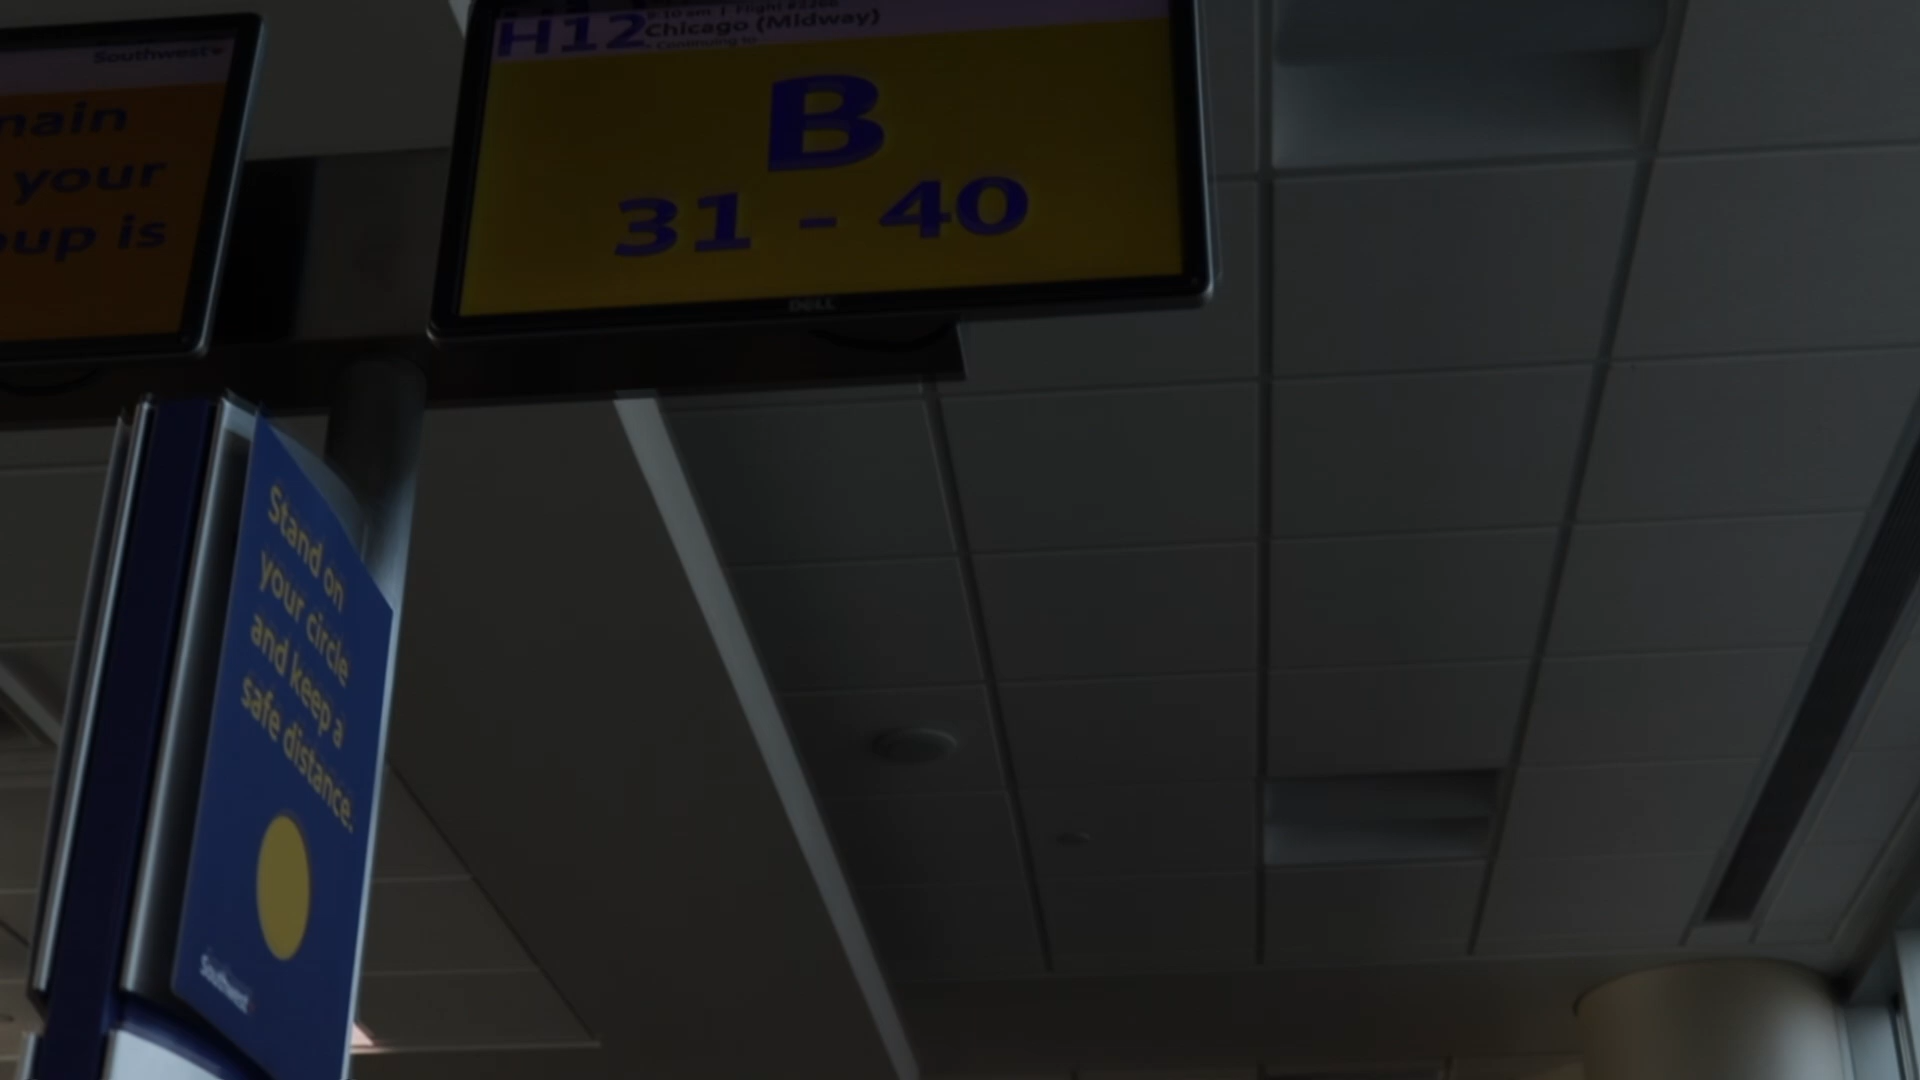 Southwest
main
your
oup is
H12
Chicago (Midway)
B
31 - 40
DELL
Stand on
your circle
and keep a
safe distance.
Southwest